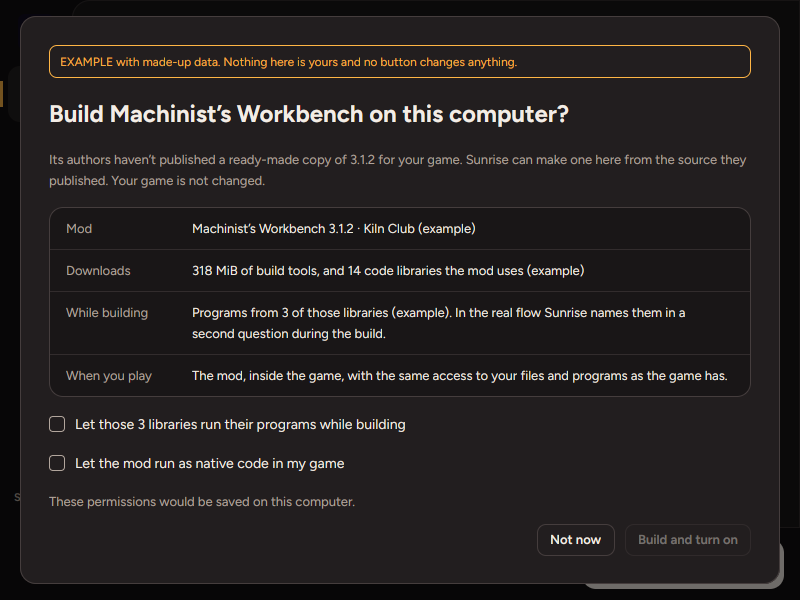 EXAMPLE with made-up data. Nothing here is yours and no button changes anything.
Build Machinist’s Workbench on this computer?
Its authors haven’t published a ready-made copy of 3.1.2 for your game. Sunrise can make one here from the source they
published. Your game is not changed.
Mod
Machinist’s Workbench 3.1.2 · Kiln Club (example)
Downloads
318 MiB of build tools, and 14 code libraries the mod uses (example)
While building
Programs from 3 of those libraries (example). In the real flow Sunrise names them in a
second question during the build.
When you play
The mod, inside the game, with the same access to your files and programs as the game has.
Let those 3 libraries run their programs while building
Let the mod run as native code in my game
These permissions would be saved on this computer.
Not now
Build and turn on